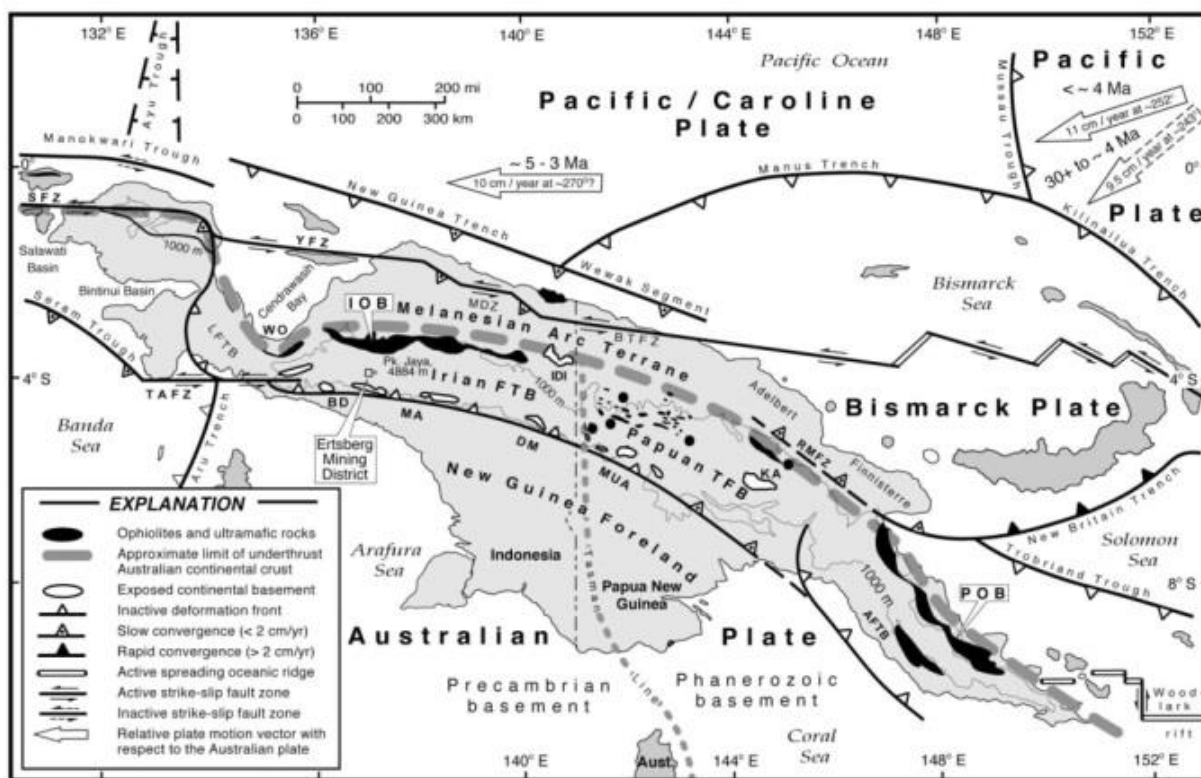 132° E
136° E
140° E
144° E
148° E
152° E
Ayu Trough
Pacific Ocean
0 100 200 mi
0 100 200 300 km
Pacific / Caroline
Plate
Pacific
< ~ 4 Ma
11 cm / year at ~252°
30+ to ~ 4 Ma
9.5 cm / year at ~243°
Plate
Mussau Trough
Manokwari Trough
0°
0°
~ 5 - 3 Ma
10 cm / year at ~270°?
Manus Trench
Kilinailua Trench
New Guinea Trench
SFZ
1000 m
YFZ
Salawati
Basin
Bintinui Basin
Cendrawasih
Bay
Wewak Segment
Bismarck
Sea
IOB
MDZ
WO
LFTB
Melanesian Arc Terrane
BTFZ
Seram Trough
Pk. Jaya,
4884 m
Irian FTB
1000 m
IDI
4° S
4° S
TAFZ
BD
MA
DM
MUA
Adelbert
RMFZ
Finnisterre
Bismarck Plate
Banda
Sea
Aru Trench
Ertsberg
Mining
District
Papuan TFB
KA
New Guinea Foreland
New Britain Trench
Solomon
Sea
Trobriand Trough
8° S
Arafura
Sea
Indonesia
Tasman
Line
Papua New
Guinea
1000 m
POB
AFTB
Australian Plate
Precambrian
basement
Phanerozoic
basement
Coral
Sea
Wood
lark
rift
Aust.
140° E
144° E
148° E
152° E
EXPLANATION
Ophiolites and ultramafic rocks
Approximate limit of underthrust
Australian continental crust
Exposed continental basement
Inactive deformation front
Slow convergence (< 2 cm/yr)
Rapid convergence (> 2 cm/yr)
Active spreading oceanic ridge
Active strike-slip fault zone
Inactive strike-slip fault zone
Relative plate motion vector with
respect to the Australian plate